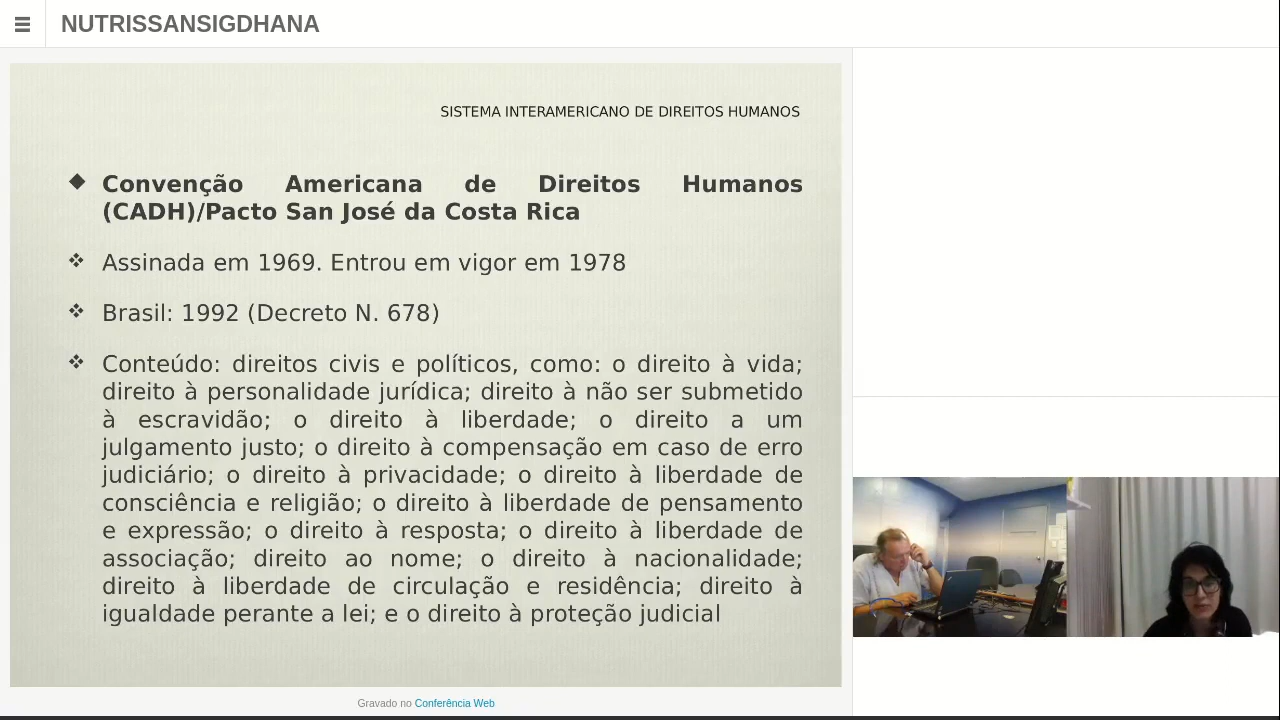 NUTRISSANSIGDHANA
SISTEMA INTERAMERICANO DE DIREITOS HUMANOS
Convenção Americana de Direitos Humanos
(CADH)/Pacto San José da Costa Rica
Assinada em 1969. Entrou em vigor em 1978
Brasil: 1992 (Decreto N. 678)
Conteúdo: direitos civis e políticos, como: o direito à vida;
direito à personalidade jurídica; direito à não ser submetido
à escravidão; o direito à liberdade; o direito a um
julgamento justo; o direito à compensação em caso de erro
judiciário; o direito à privacidade; o direito à liberdade de
consciência e religião; o direito à liberdade de pensamento
e expressão; o direito à resposta; o direito à liberdade de
associação; direito ao nome; o direito à nacionalidade;
direito à liberdade de circulação e residência; direito à
igualdade perante a lei; e o direito à proteção judicial
Gravado no Conferência Web